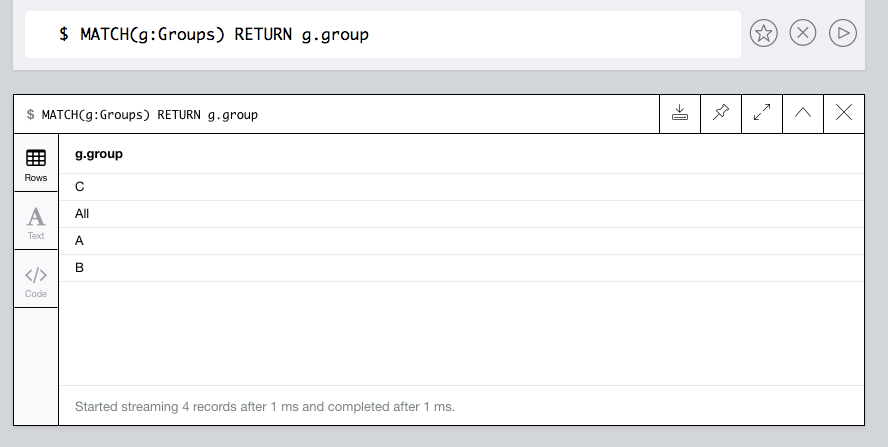 $ MATCH(g:Groups) RETURN g.group
$ MATCH(g:Groups) RETURN g.group
Rows
A
Text
</>
Code
g.group
C
All
A
B
Started streaming 4 records after 1 ms and completed after 1 ms.